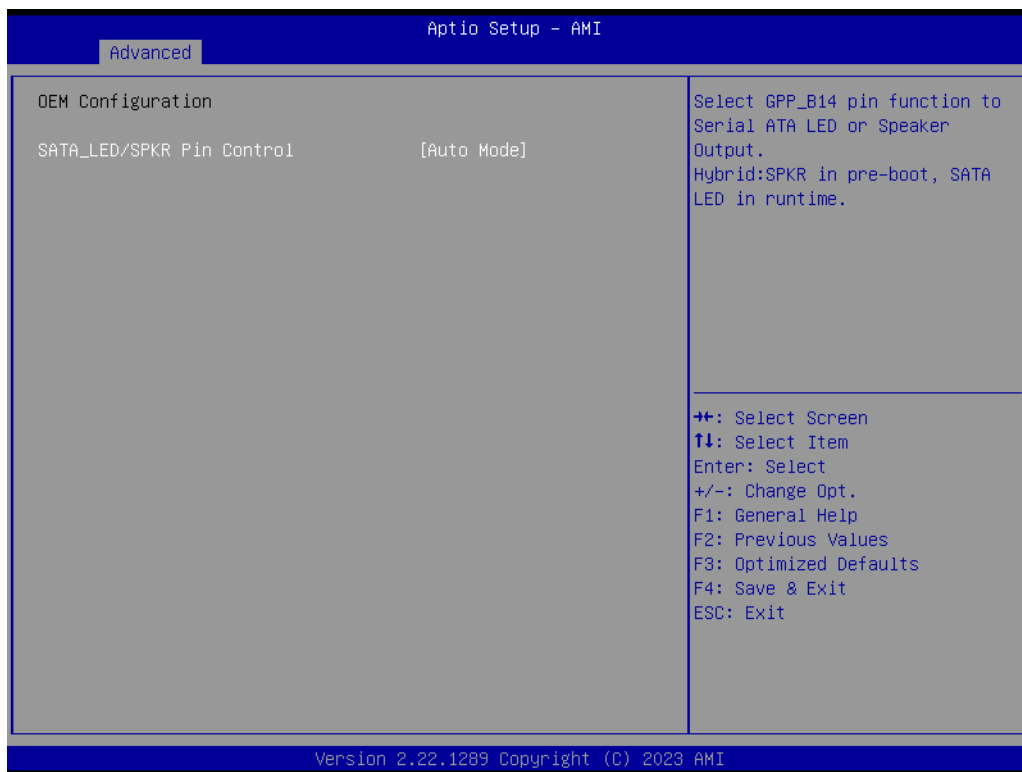 Aptio Setup – AMI
Advanced
OEM Configuration
SATA_LED/SPKR Pin Control [Auto Mode]
Select GPP_B14 pin function to
Serial ATA LED or Speaker
Output.
Hybrid:SPKR in pre-boot, SATA
LED in runtime.
→←: Select Screen
↑↓: Select Item
Enter: Select
+/-: Change Opt.
F1: General Help
F2: Previous Values
F3: Optimized Defaults
F4: Save & Exit
ESC: Exit
Version 2.22.1289 Copyright (C) 2023 AMI